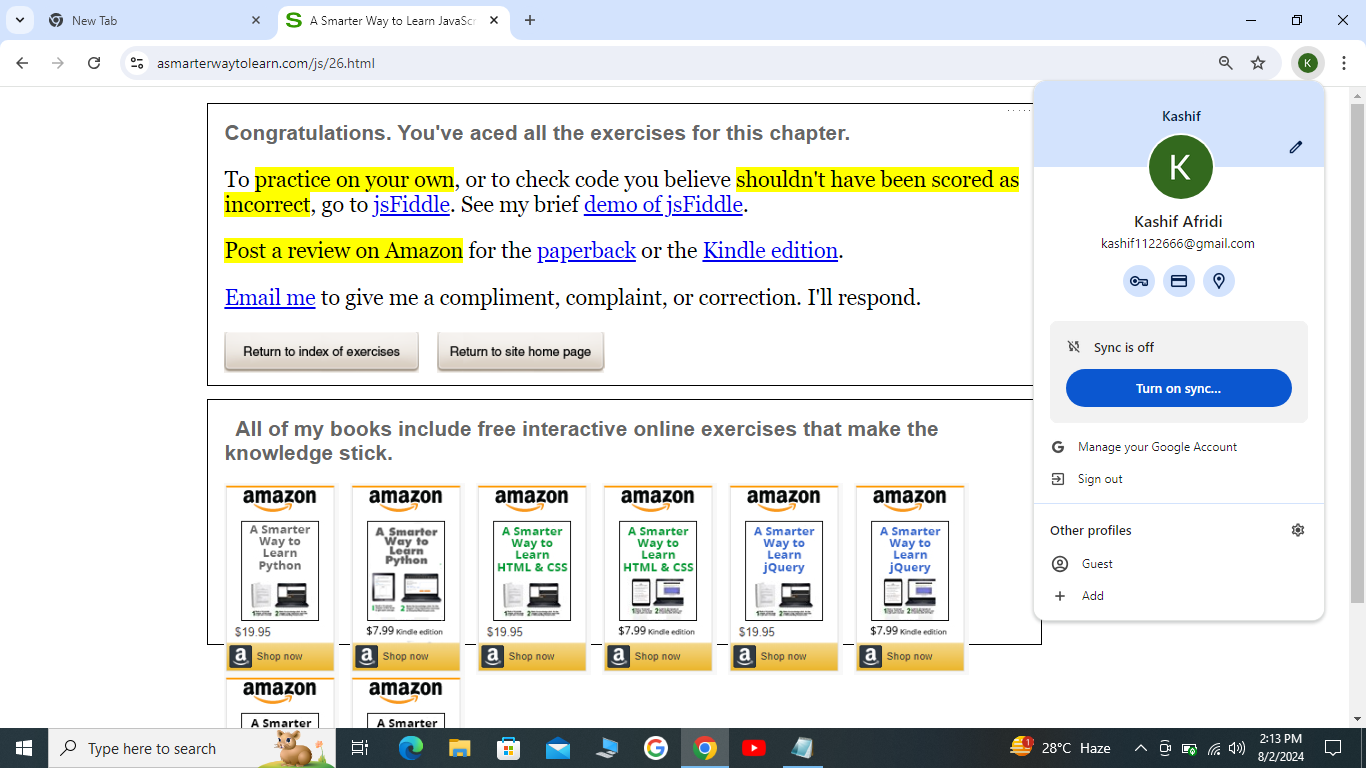 New Tab
A Smarter Way to Learn JavaScr
asmarterwaytolearn.com/js/26.html
K
Congratulations. You've aced all the exercises for this chapter.
To practice on your own, or to check code you believe shouldn't have been scored as
incorrect, go to jsFiddle. See my brief demo of jsFiddle.
Post a review on Amazon for the paperback or the Kindle edition.
Email me to give me a compliment, complaint, or correction. I'll respond.
Return to index of exercises Return to site home page
All of my books include free interactive online exercises that make the
knowledge stick.
amazon
A Smarter
Way to
Learn
Python
$19.95
Shop now
amazon
A Smarter
Way to
Learn
Python
$7.99 Kindle edition
Shop now
amazon
A Smarter
Way to
Learn
HTML & CSS
$19.95
Shop now
amazon
A Smarter
Way to
Learn
HTML & CSS
$7.99 Kindle edition
Shop now
amazon
A Smarter
Way to
Learn
jQuery
$19.95
Shop now
amazon
A Smarter
Way to
Learn
jQuery
$7.99 Kindle edition
Shop now
amazon
A Smarter
amazon
A Smarter
Kashif
K
Kashif Afridi
kashif1122666@gmail.com
Sync is off
Turn on sync...
Manage your Google Account
Sign out
Other profiles
Guest
Add
Type here to search
1
28°C Haze
2:13 PM
8/2/2024